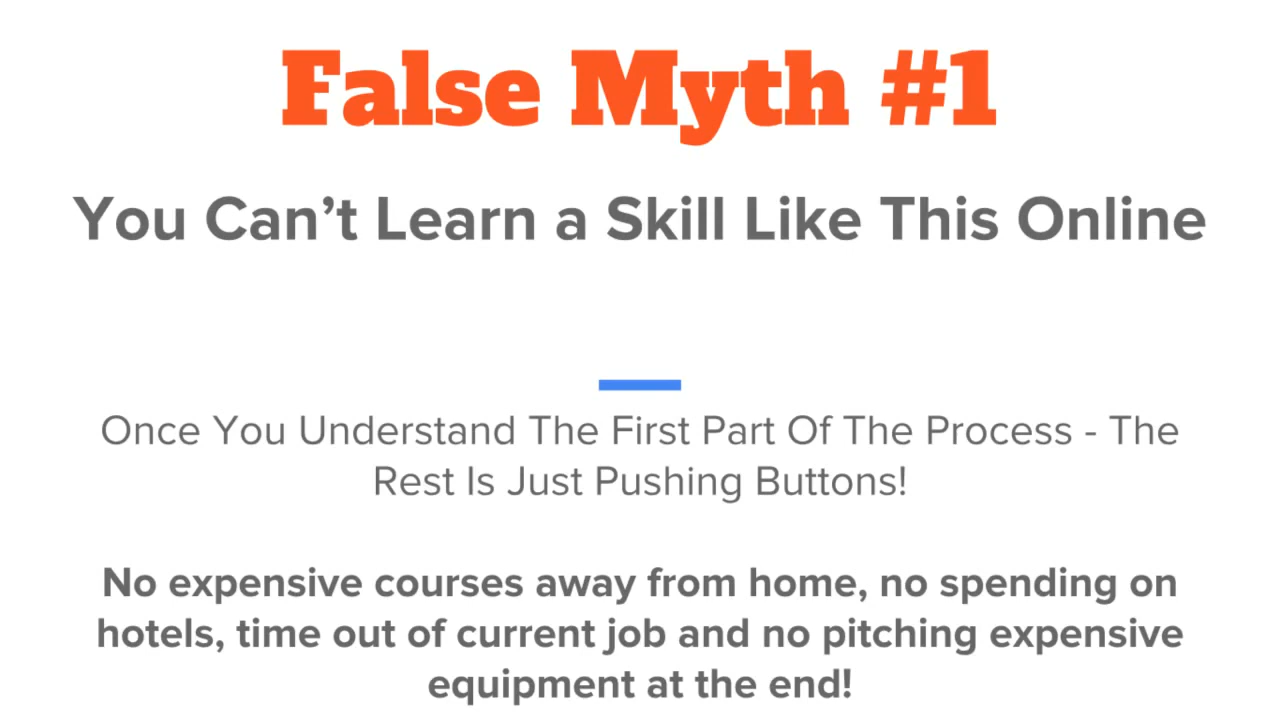 False Myth #1
You Can’t Learn a Skill Like This Online
Once You Understand The First Part Of The Process - The
Rest Is Just Pushing Buttons!
No expensive courses away from home, no spending on
hotels, time out of current job and no pitching expensive
equipment at the end!